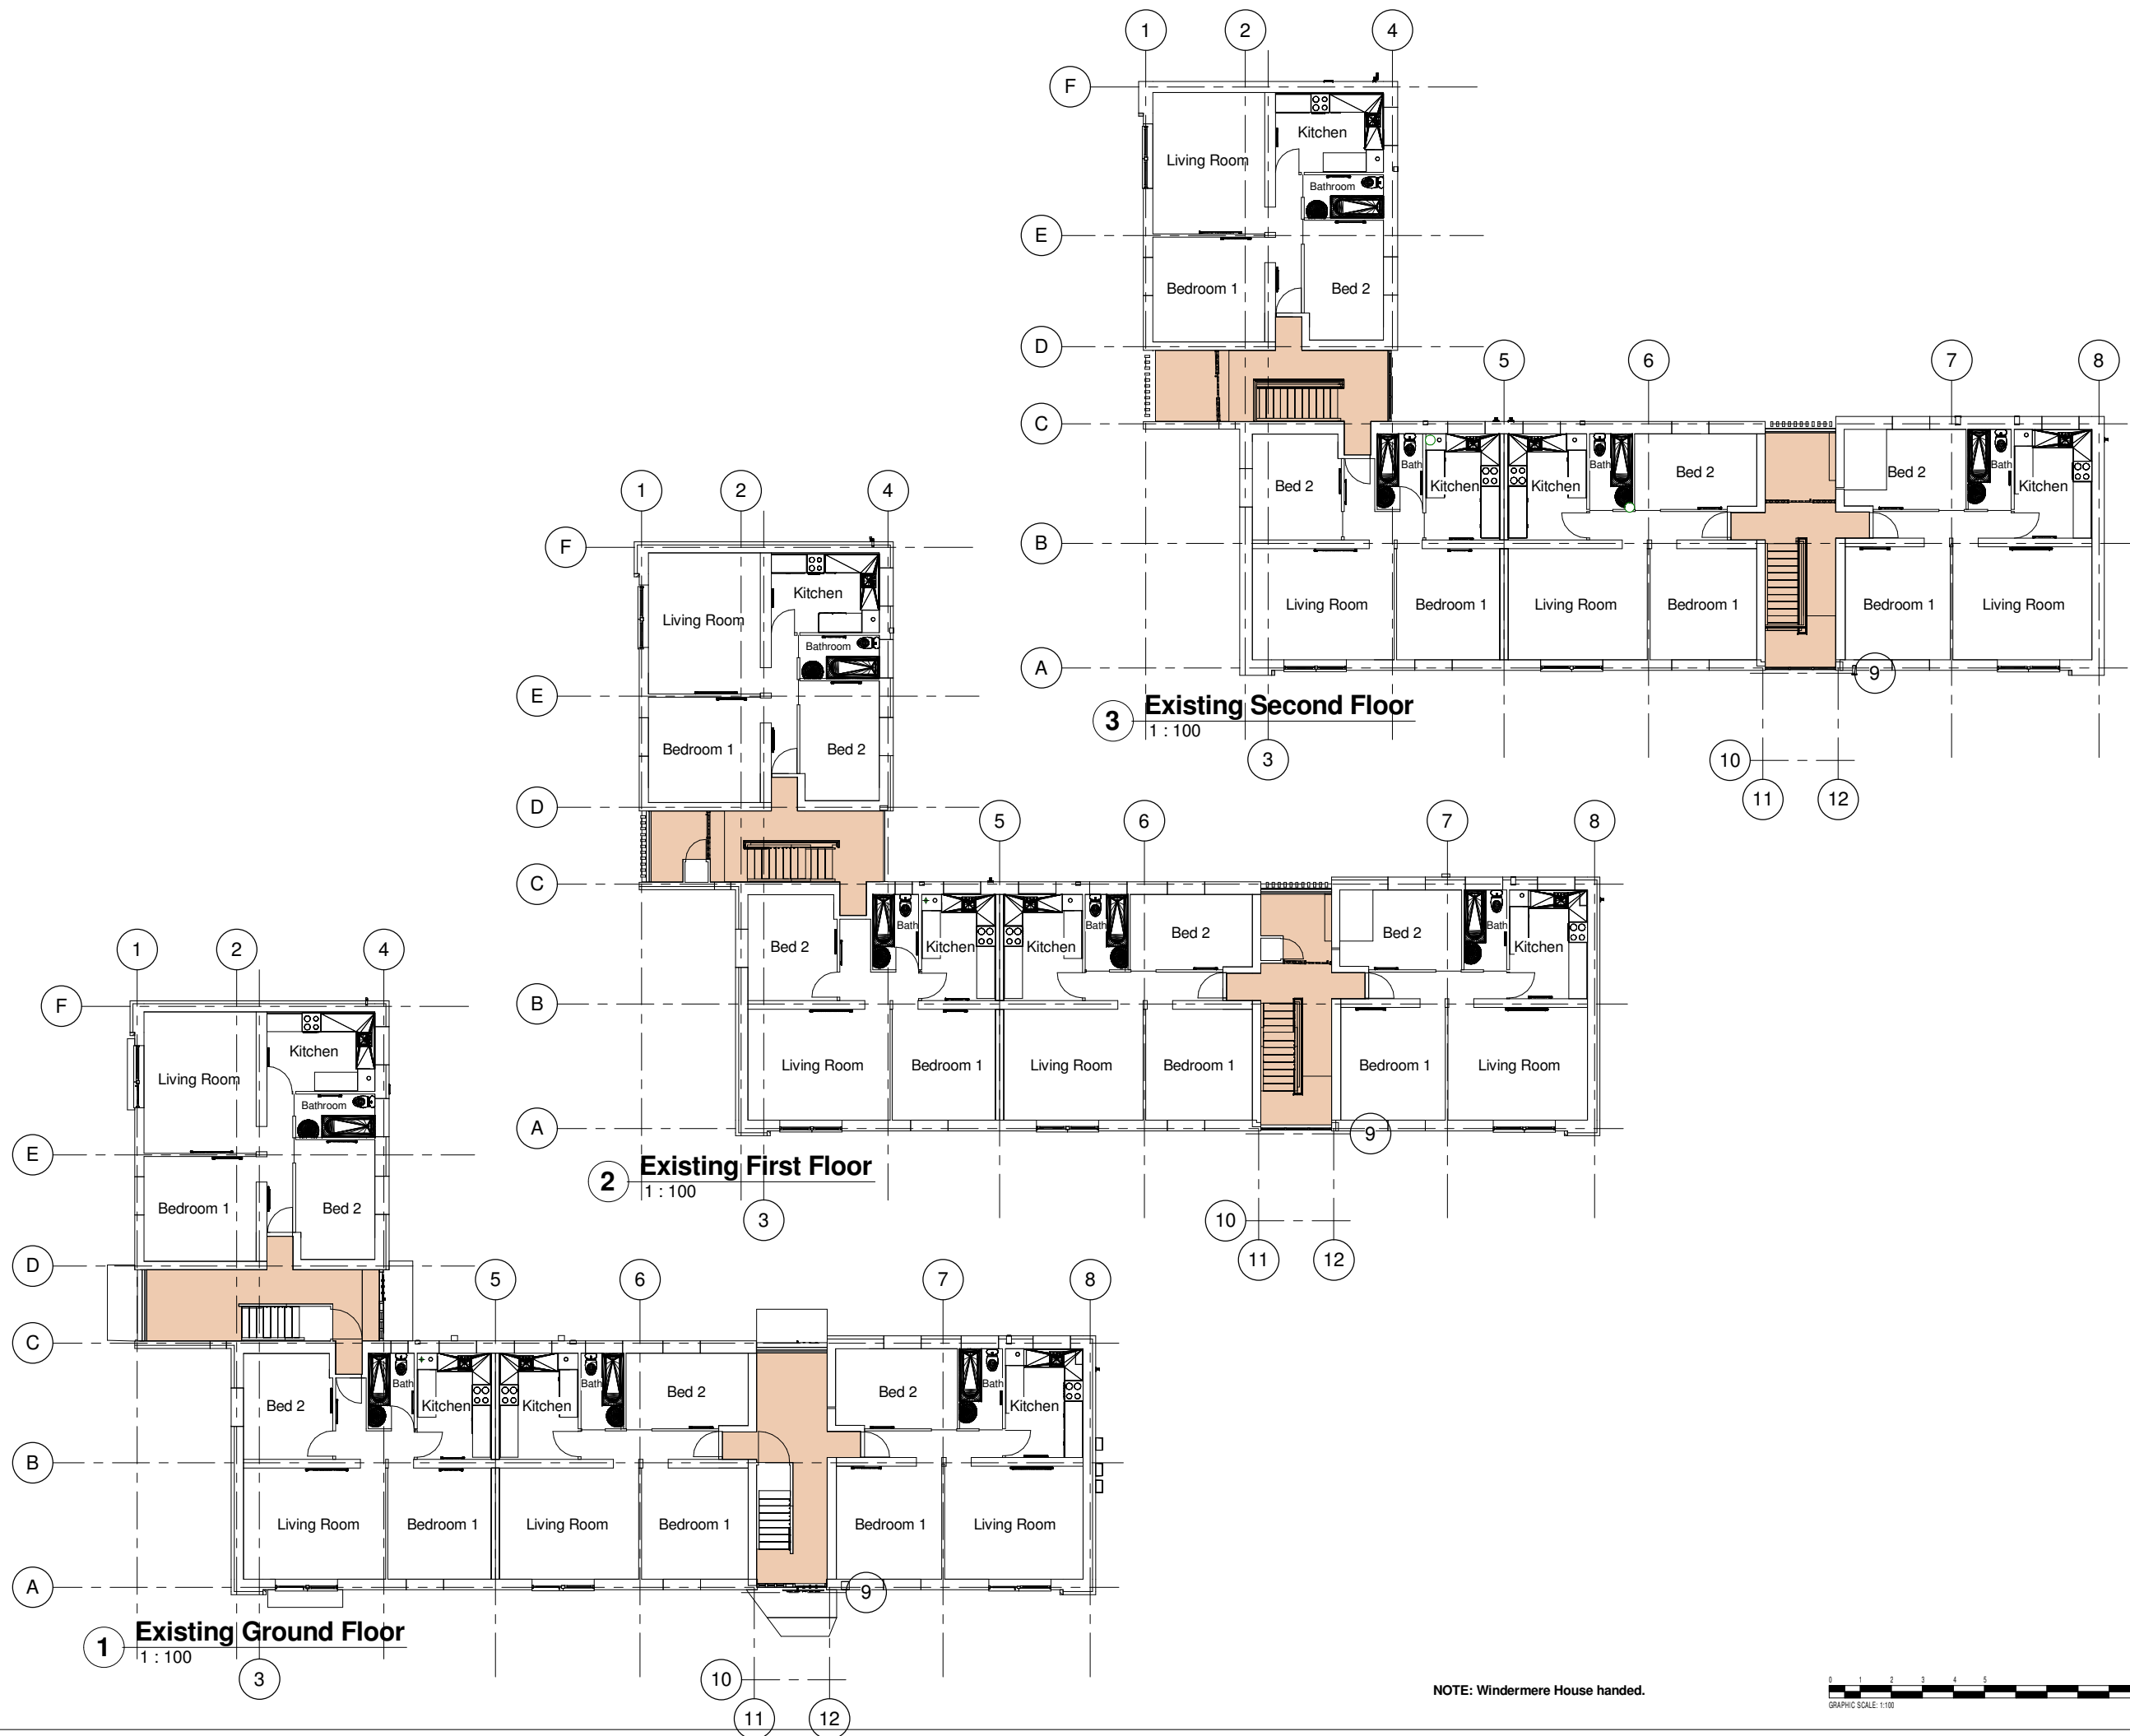 1 2 4
F
Kitchen
Living Room
Bathroom
E
Bedroom 1 Bed 2
D
5 6 7 8
C
Bed 2 Bath Kitchen Kitchen Bath Bed 2 Bed 2 Bath Kitchen
B
Living Room Bedroom 1 Living Room Bedroom 1 Bedroom 1 Living Room
A
9
3 Existing Second Floor
1 : 100
3
10
11 12
1 2 4
F
Kitchen
Living Room
Bathroom
E
Bedroom 1 Bed 2
D
5 6 7 8
C
Bed 2 Bath Kitchen Kitchen Bath Bed 2 Bed 2 Bath Kitchen
B
Living Room Bedroom 1 Living Room Bedroom 1 Bedroom 1 Living Room
A
9
2 Existing First Floor
1 : 100
3
10
11 12
1 2 4
F
Kitchen
Living Room
Bathroom
E
Bedroom 1 Bed 2
D
5 6 7 8
C
Bed 2 Bath Kitchen Kitchen Bath Bed 2 Bed 2 Bath Kitchen
B
Living Room Bedroom 1 Living Room Bedroom 1 Bedroom 1 Living Room
A
9
1 Existing Ground Floor
1 : 100
3
10
11 12
NOTE: Windermere House handed.
0 1 2 3 4 5
GRAPHIC SCALE: 1:100